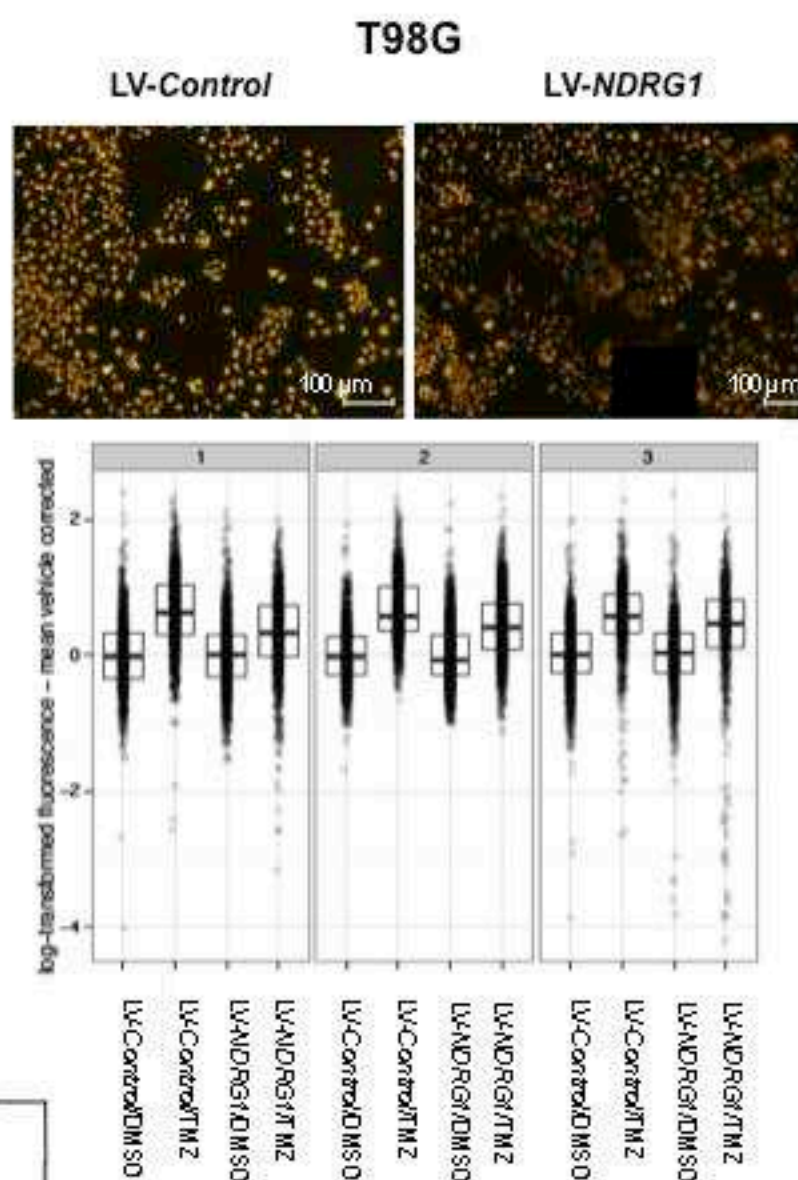 T98G
LV-Control LV-NDRG1
100 µm 100 µm
1 2 3
log-transformed fluorescence - mean vehicle corrected
2
0
-2
-4
LV-Control/DMSO LV-Control/TMZ LV-NDRG1/DMSO LV-NDRG1/TMZ LV-Control/DMSO LV-Control/TMZ LV-NDRG1/DMSO LV-NDRG1/TMZ LV-Control/DMSO LV-Control/TMZ LV-NDRG1/DMSO LV-NDRG1/TMZ